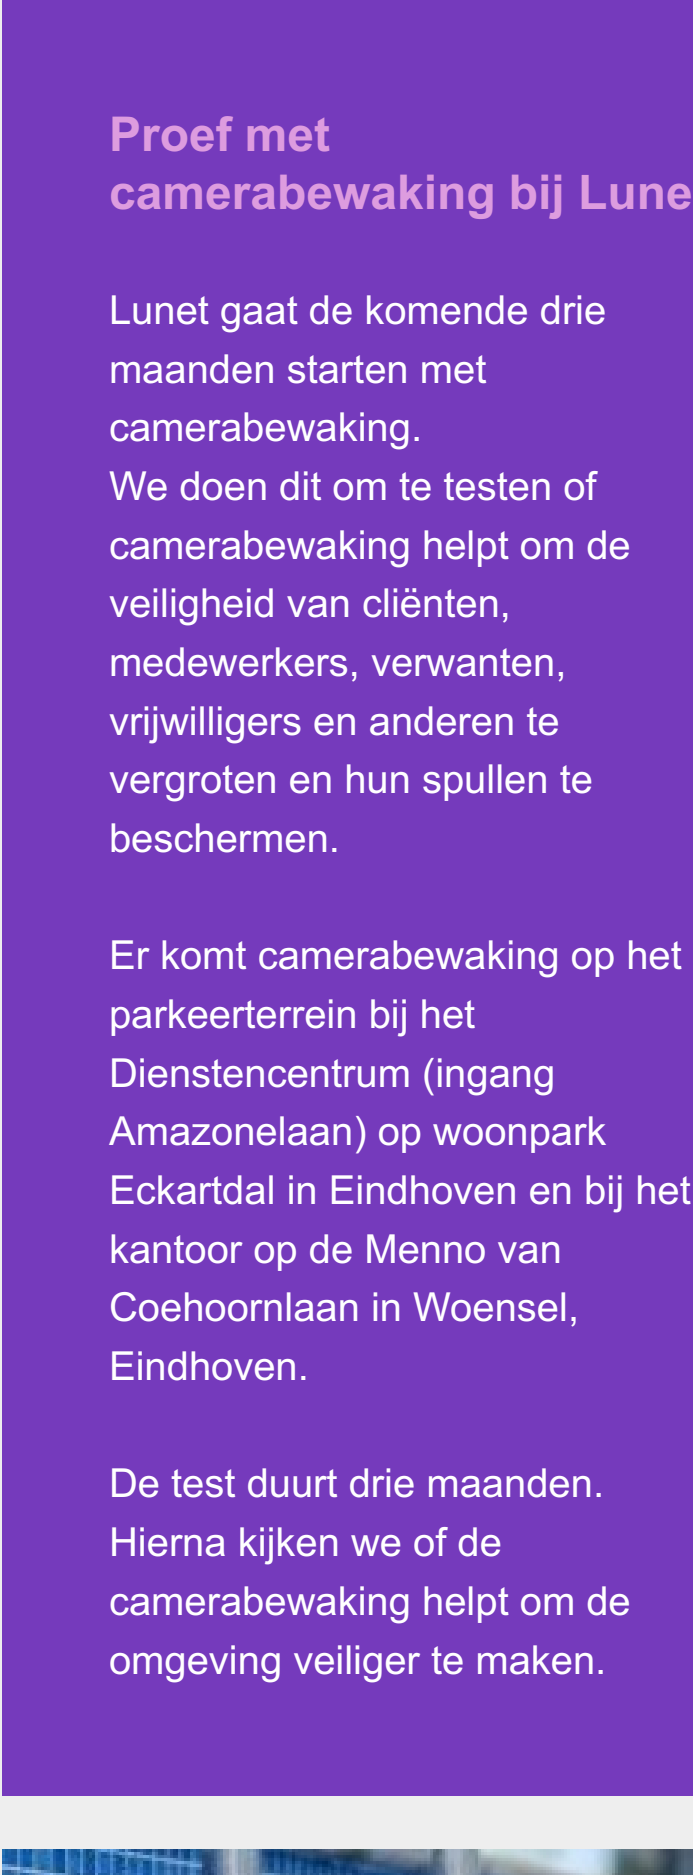 Proef met
camerabewaking bij Lune
Lunet gaat de komende drie
maanden starten met
camerabewaking.
We doen dit om te testen of
camerabewaking helpt om de
veiligheid van cliënten,
medewerkers, verwanten,
vrijwilligers en anderen te
vergroten en hun spullen te
beschermen.
Er komt camerabewaking op het
parkeerterrein bij het
Dienstencentrum (ingang
Amazonelaan) op woonpark
Eckartdal in Eindhoven en bij het
kantoor op de Menno van
Coehoornlaan in Woensel,
Eindhoven.
De test duurt drie maanden.
Hierna kijken we of de
camerabewaking helpt om de
omgeving veiliger te maken.